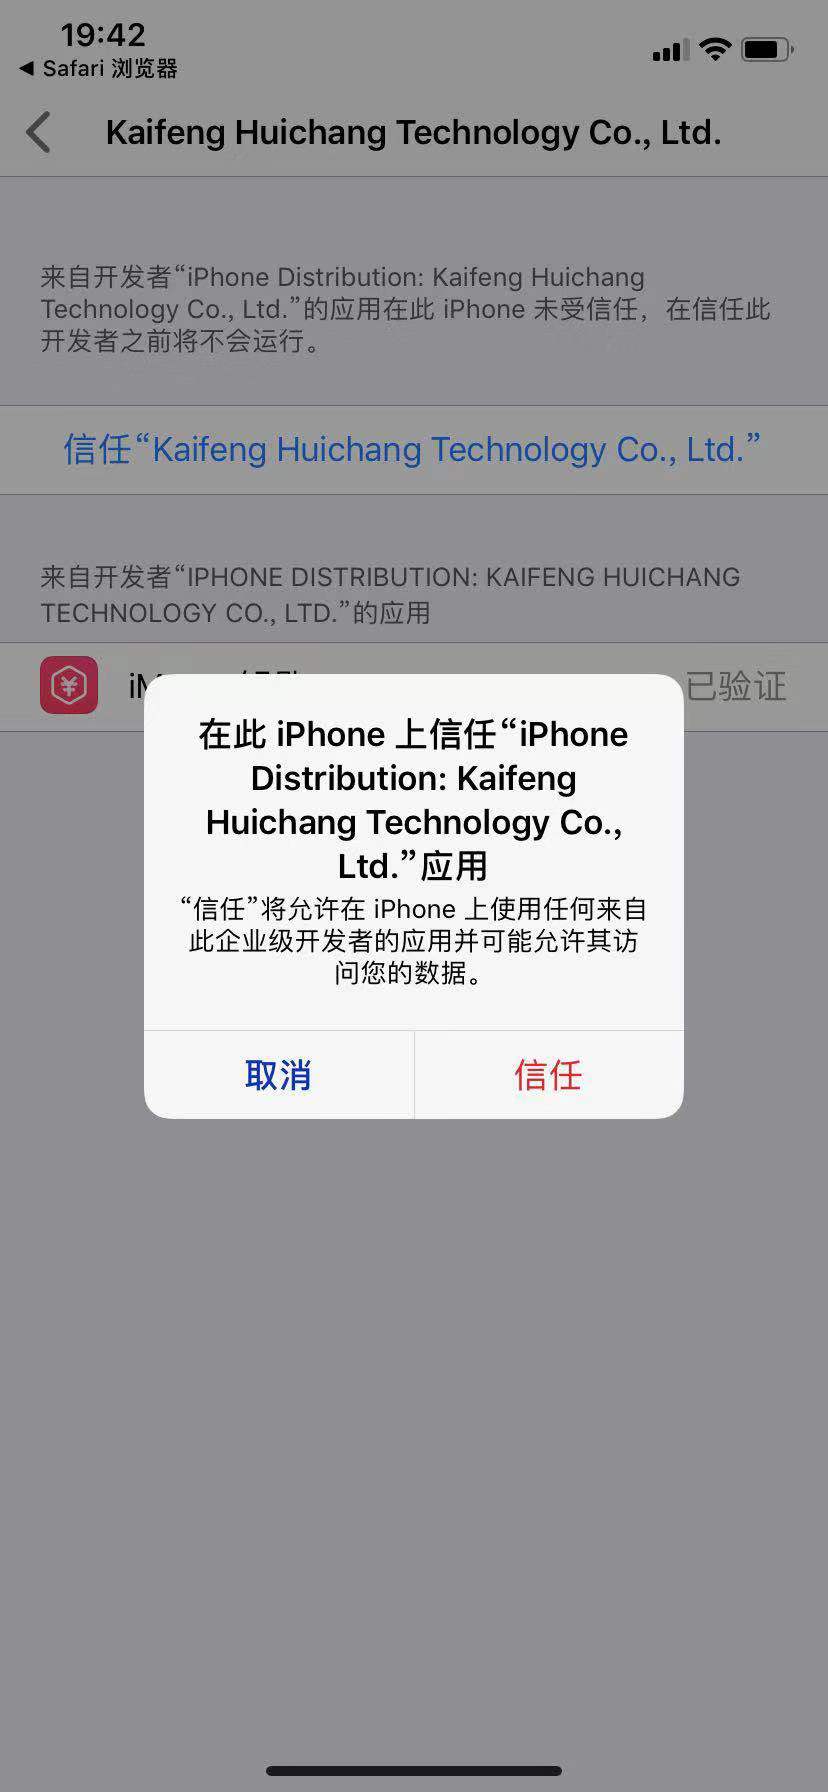 19:42
◀ Safari 浏览器
Kaifeng Huichang Technology Co., Ltd.
来自开发者“iPhone Distribution: Kaifeng Huichang
Technology Co., Ltd.”的应用在此 iPhone 未受信任，在信任此
开发者之前将不会运行。
信任“Kaifeng Huichang Technology Co., Ltd.”
来自开发者“IPHONE DISTRIBUTION: KAIFENG HUICHANG
TECHNOLOGY CO., LTD.”的应用
已验证
在此 iPhone 上信任“iPhone
Distribution: Kaifeng
Huichang Technology Co.,
Ltd.”应用
“信任”将允许在 iPhone 上使用任何来自
此企业级开发者的应用并可能允许其访
问您的数据。
取消
信任